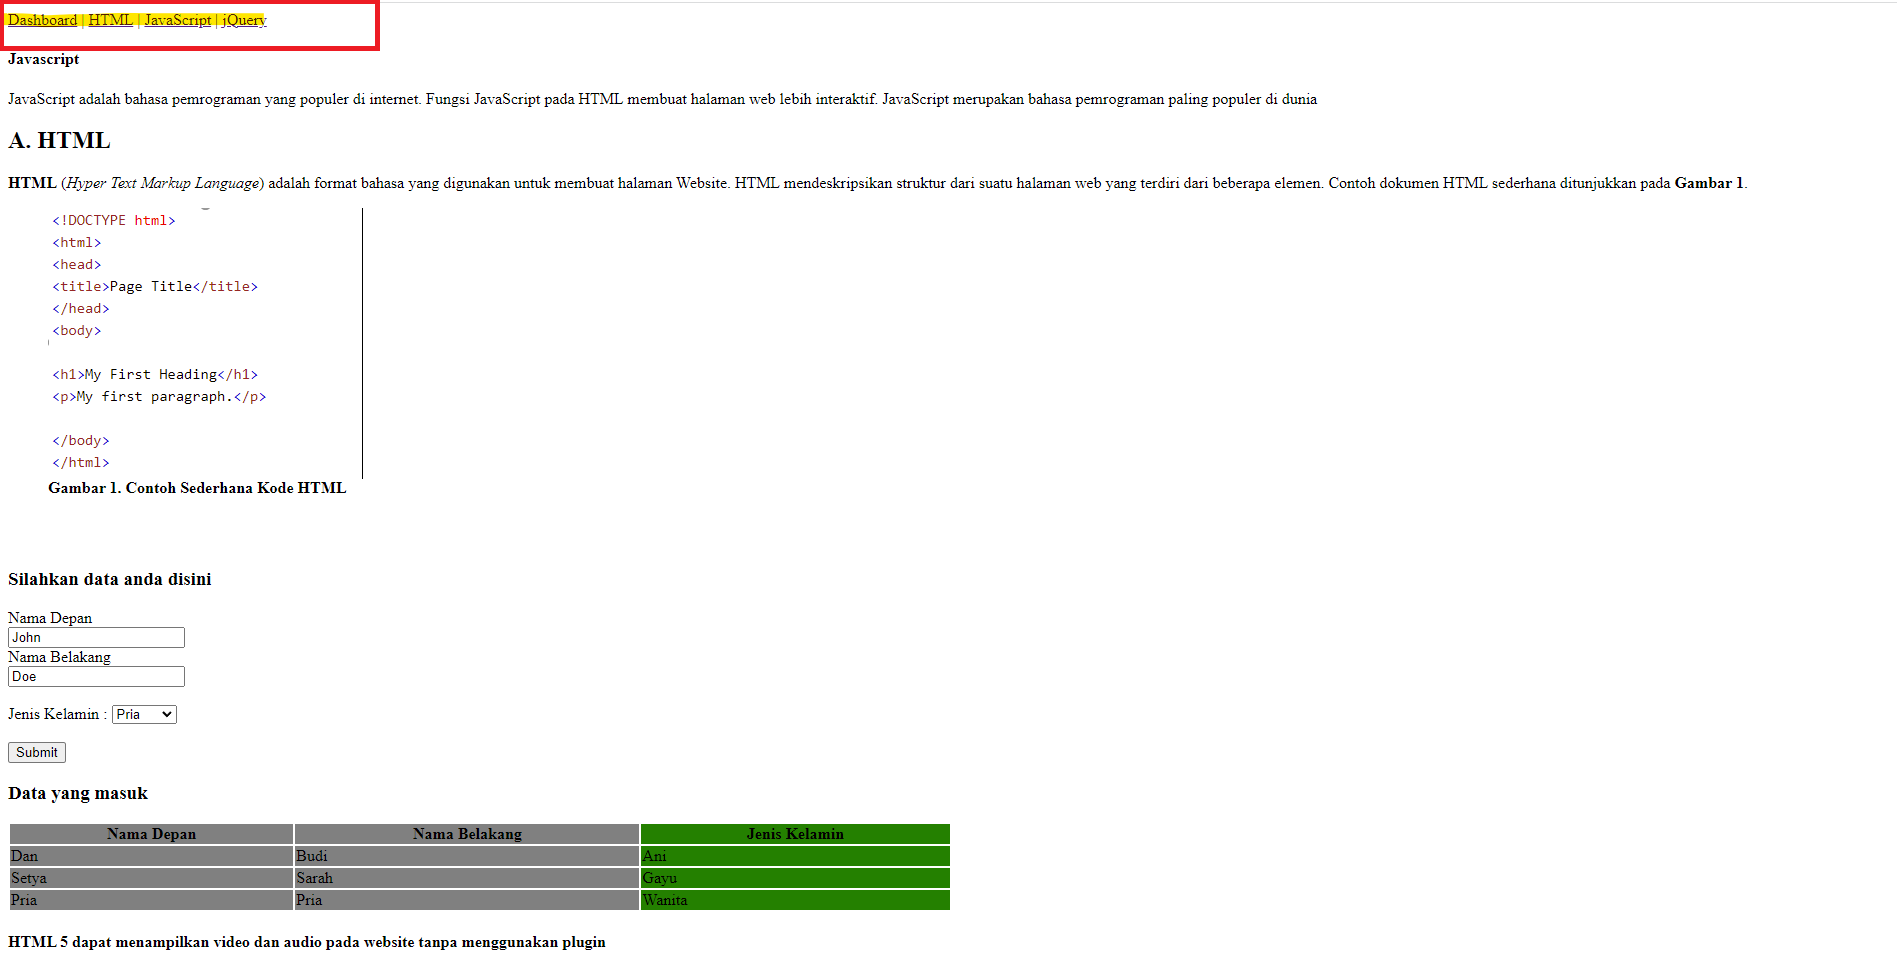 Dashboard | HTML | JavaScript | jQuery
Javascript
JavaScript adalah bahasa pemrograman yang populer di internet. Fungsi JavaScript pada HTML membuat halaman web lebih interaktif. JavaScript merupakan bahasa pemrograman paling populer di dunia
A. HTML
HTML (Hyper Text Markup Language) adalah format bahasa yang digunakan untuk membuat halaman Website. HTML mendeskripsikan struktur dari suatu halaman web yang terdiri dari beberapa elemen. Contoh dokumen HTML sederhana ditunjukkan pada Gambar 1.
<!DOCTYPE html>
<html>
<head>
<title>Page Title</title>
</head>
<body>
<h1>My First Heading</h1>
<p>My first paragraph.</p>
</body>
</html>
Gambar 1. Contoh Sederhana Kode HTML
Silahkan data anda disini
Nama Depan
John
Nama Belakang
Doe
Jenis Kelamin : Pria
Submit
Data yang masuk
Nama Depan Nama Belakang Jenis Kelamin
Dan Budi Ani
Setya Sarah Gayu
Pria Pria Wanita
HTML 5 dapat menampilkan video dan audio pada website tanpa menggunakan plugin